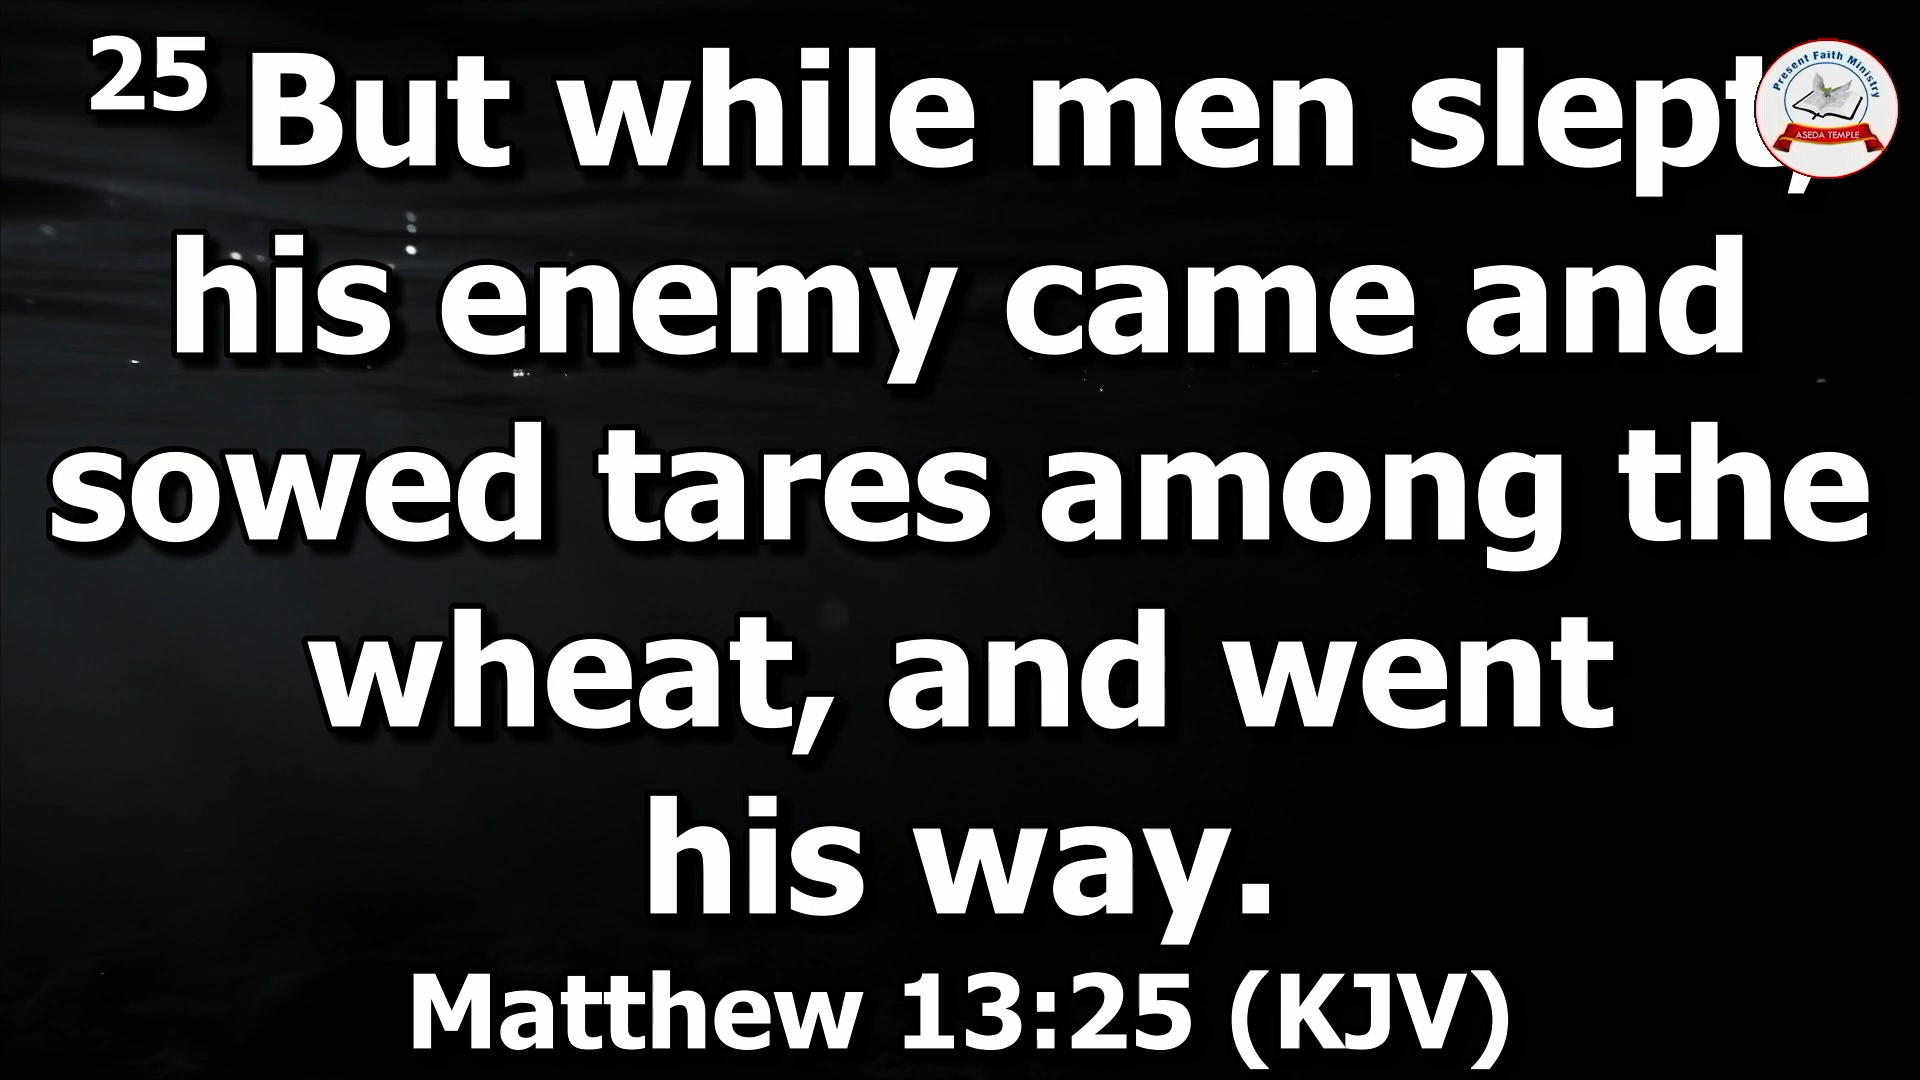 25 But while men slept,
his enemy came and
sowed tares among the
wheat, and went
his way.
Matthew 13:25 (KJV)
Present Faith Ministry
ASEDA TEMPLE